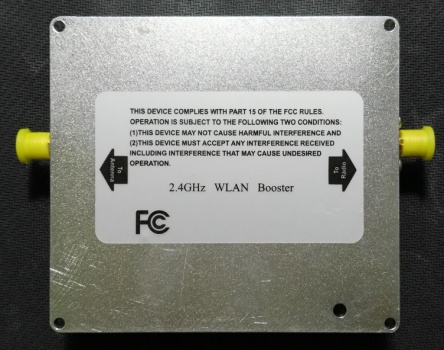 THIS DEVICE COMPLIES WITH PART 15 OF THE FCC RULES.
OPERATION IS SUBJECT TO THE FOLLOWING TWO CONDITIONS:
(1)THIS DEVICE MAY NOT CAUSE HARMFUL INTERFERENCE AND
(2)THIS DEVICE MUST ACCEPT ANY INTERFERENCE RECEIVED
INCLUDING INTERFERENCE THAT MAY CAUSE UNDESIRED
OPERATION.
To
Antenna
To
Radio
2.4GHz WLAN Booster
FC